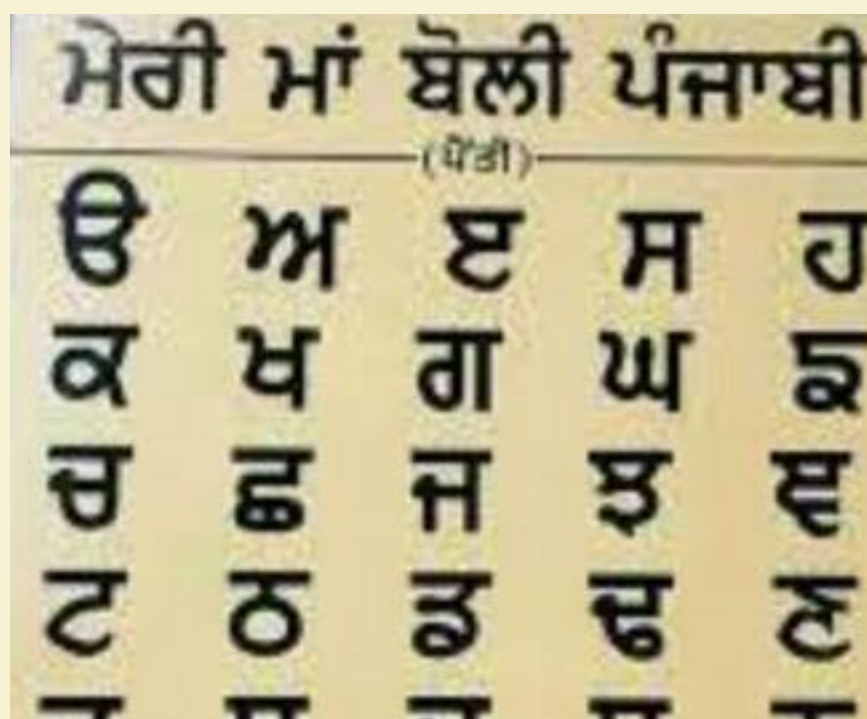 ਮੇਰੀ ਮਾਂ ਬੋਲੀ ਪੰਜਾਬੀ
(ਪੈਂਤੀ)
ੳ ਅ ੲ ਸ ਹ
ਕ ਖ ਗ ਘ ਙ
ਚ ਛ ਜ ਝ ਞ
ਟ ਠ ਡ ਢ ਣ